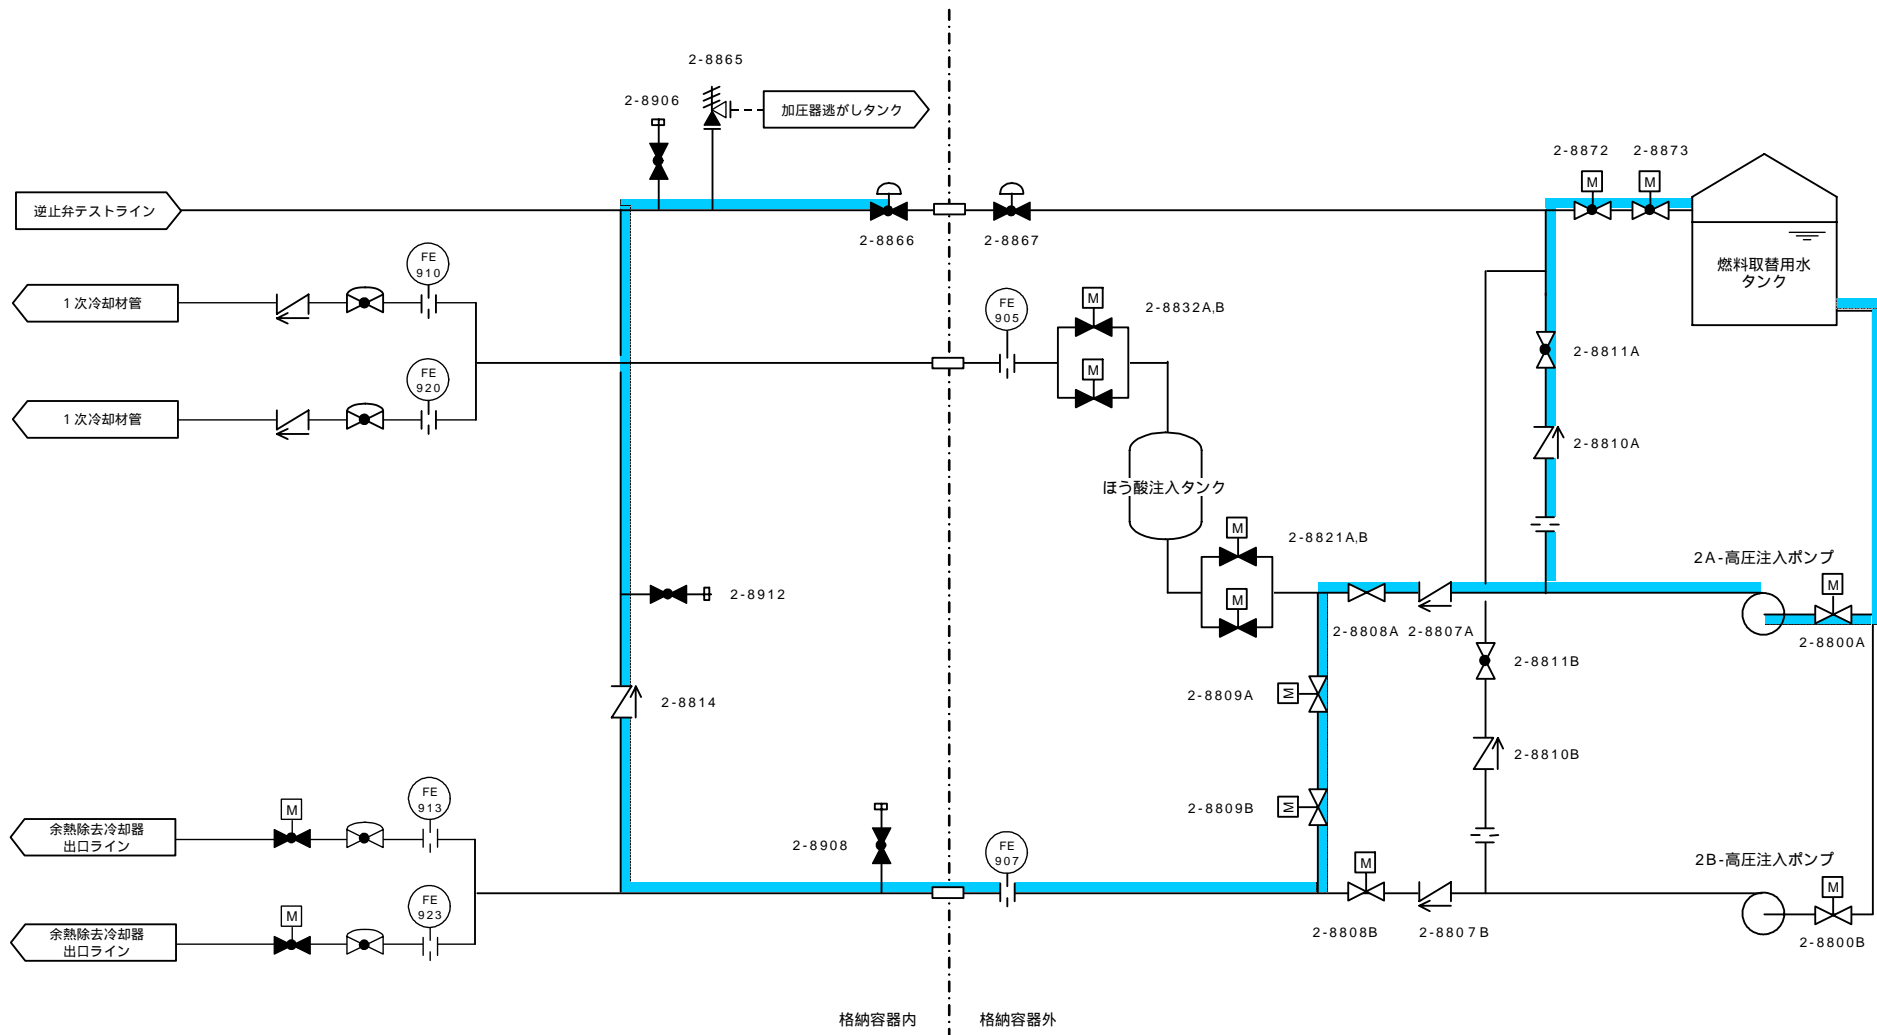 2-8865
2-8906
加圧器逃がしタンク
2-8872
2-8873
M
M
逆止弁テストライン
2-8866
2-8867
FE
910
1次冷却材管
燃料取替用水
タンク
FE
905
M
2-8832A,B
2-8811A
FE
920
M
1次冷却材管
2-8810A
ほう酸注入タンク
M
2-8821A,B
2A-高圧注入ポンプ
M
2-8912
M
2-8808A
2-8807A
2-8800A
2-8811B
2-8809A
M
2-8814
2-8810B
FE
913
M
2-8809B
M
余熱除去冷却器
出口ライン
2-8908
FE
907
M
2B-高圧注入ポンプ
M
FE
923
M
余熱除去冷却器
出口ライン
2-8808B
2-8807B
2-8800B
格納容器内
格納容器外